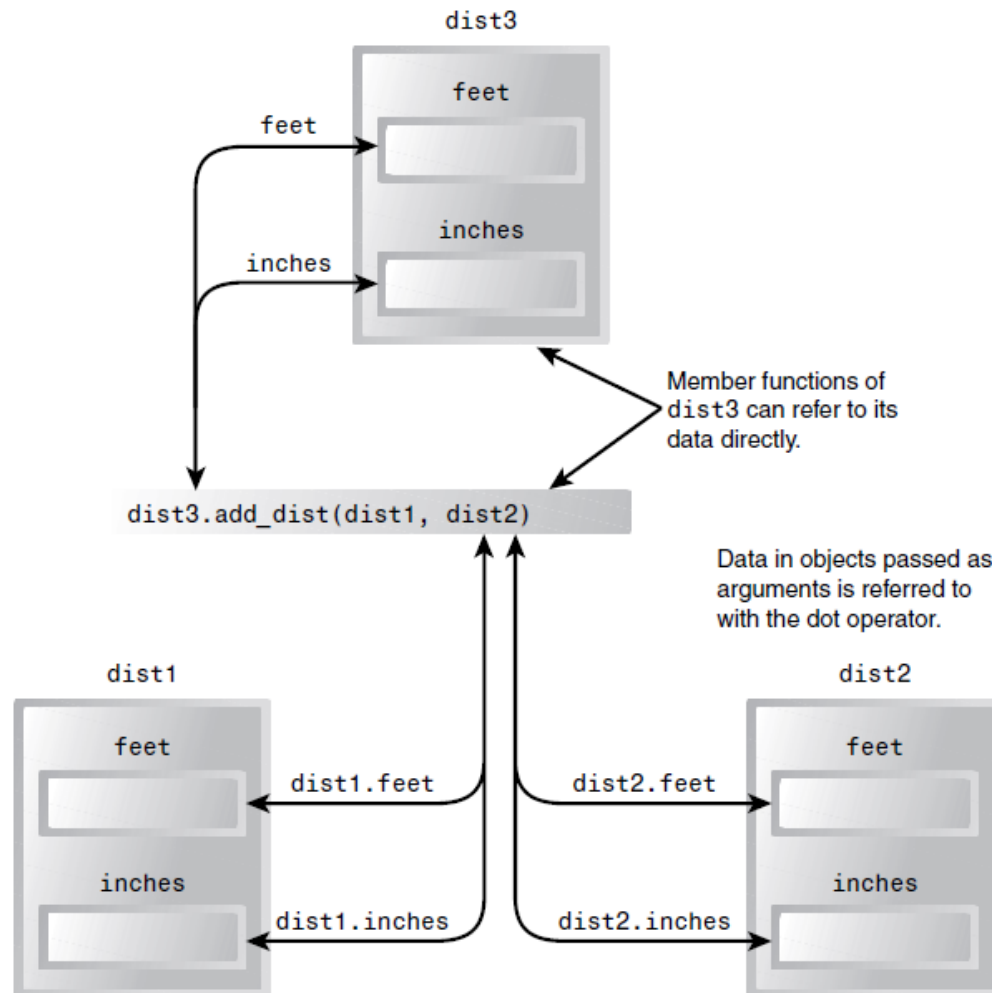 dist3
feet
feet
inches
inches
Member functions of
dist3 can refer to its
data directly.
dist3.add_dist(dist1, dist2)
Data in objects passed as
arguments is referred to
with the dot operator.
dist1
dist2
feet
feet
dist1.feet
dist2.feet
inches
inches
dist1.inches
dist2.inches